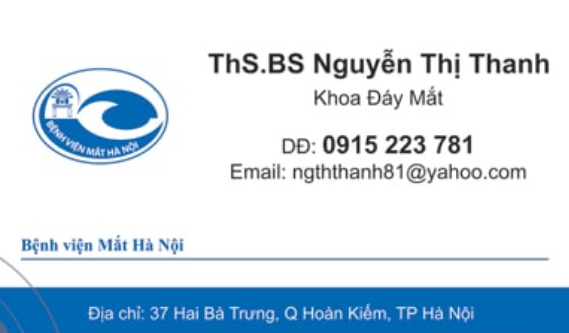 ThS.BS Nguyễn Thị Thanh
Khoa Đáy Mắt
DĐ: 0915 223 781
Email: ngththanh81@yahoo.com
BỆNH VIỆN MẮT HÀ NỘI
Bệnh viện Mắt Hà Nội
Địa chỉ: 37 Hai Bà Trưng, Q Hoàn Kiếm, TP Hà Nội